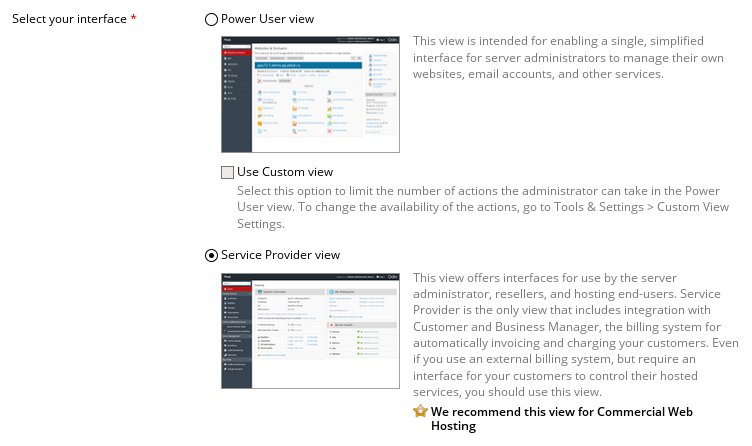 Select your interface *
Power User view
This view is intended for enabling a single, simplified
interface for server administrators to manage their own
websites, email accounts, and other services.
Use Custom view
Select this option to limit the number of actions the administrator can take in the Power
User view. To change the availability of the actions, go to Tools & Settings > Custom View
Settings.
Service Provider view
This view offers interfaces for use by the server
administrator, resellers, and hosting end-users. Service
Provider is the only view that includes integration with
Customer and Business Manager, the billing system for
automatically invoicing and charging your customers. Even
if you use an external billing system, but require an
interface for your customers to control their hosted
services, you should use this view.
We recommend this view for Commercial Web
Hosting